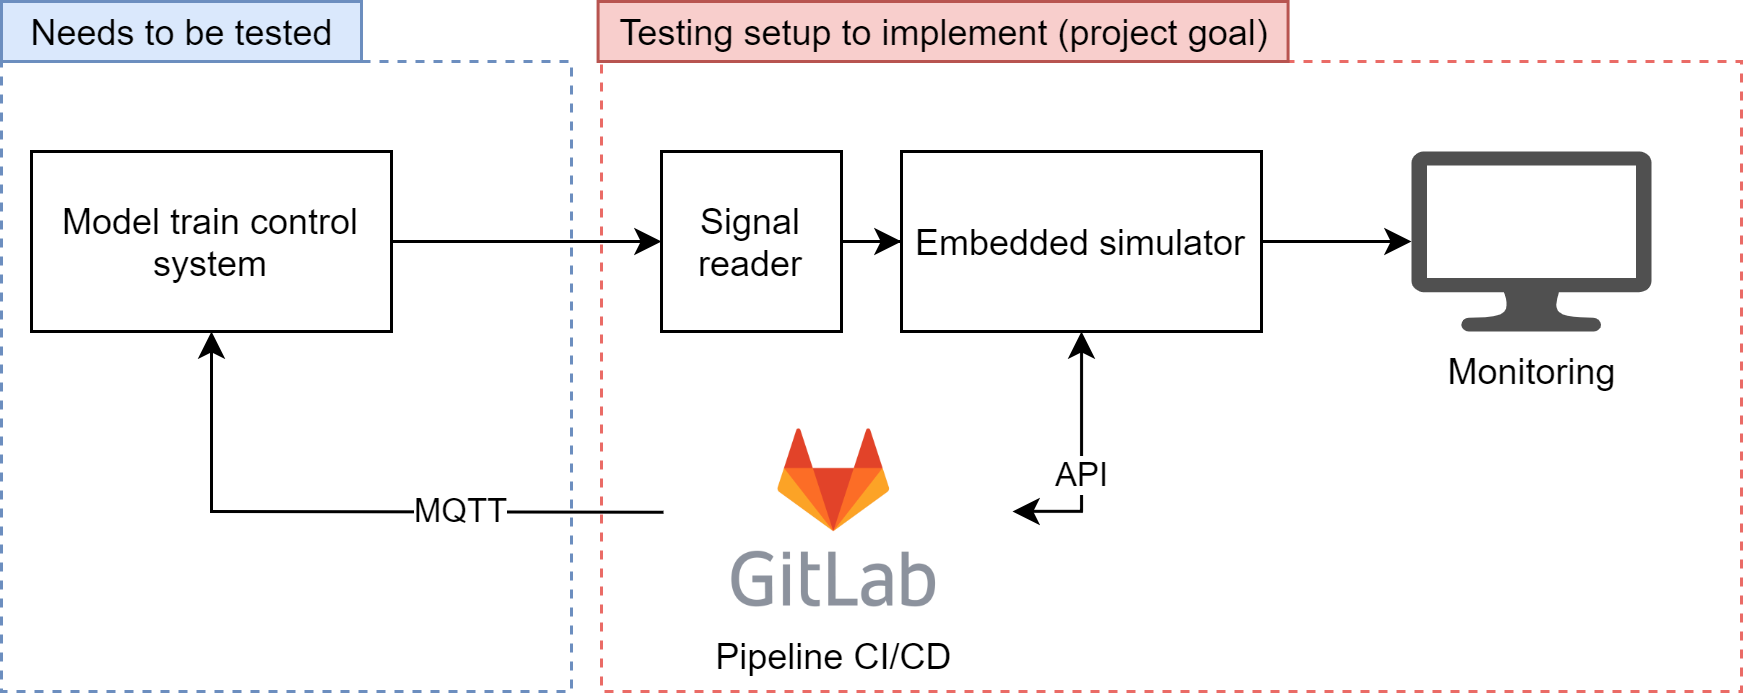 Needs to be tested
Testing setup to implement (project goal)
Model train control
system
Signal
reader
Embedded simulator
Monitoring
API
MQTT
GitLab
Pipeline CI/CD